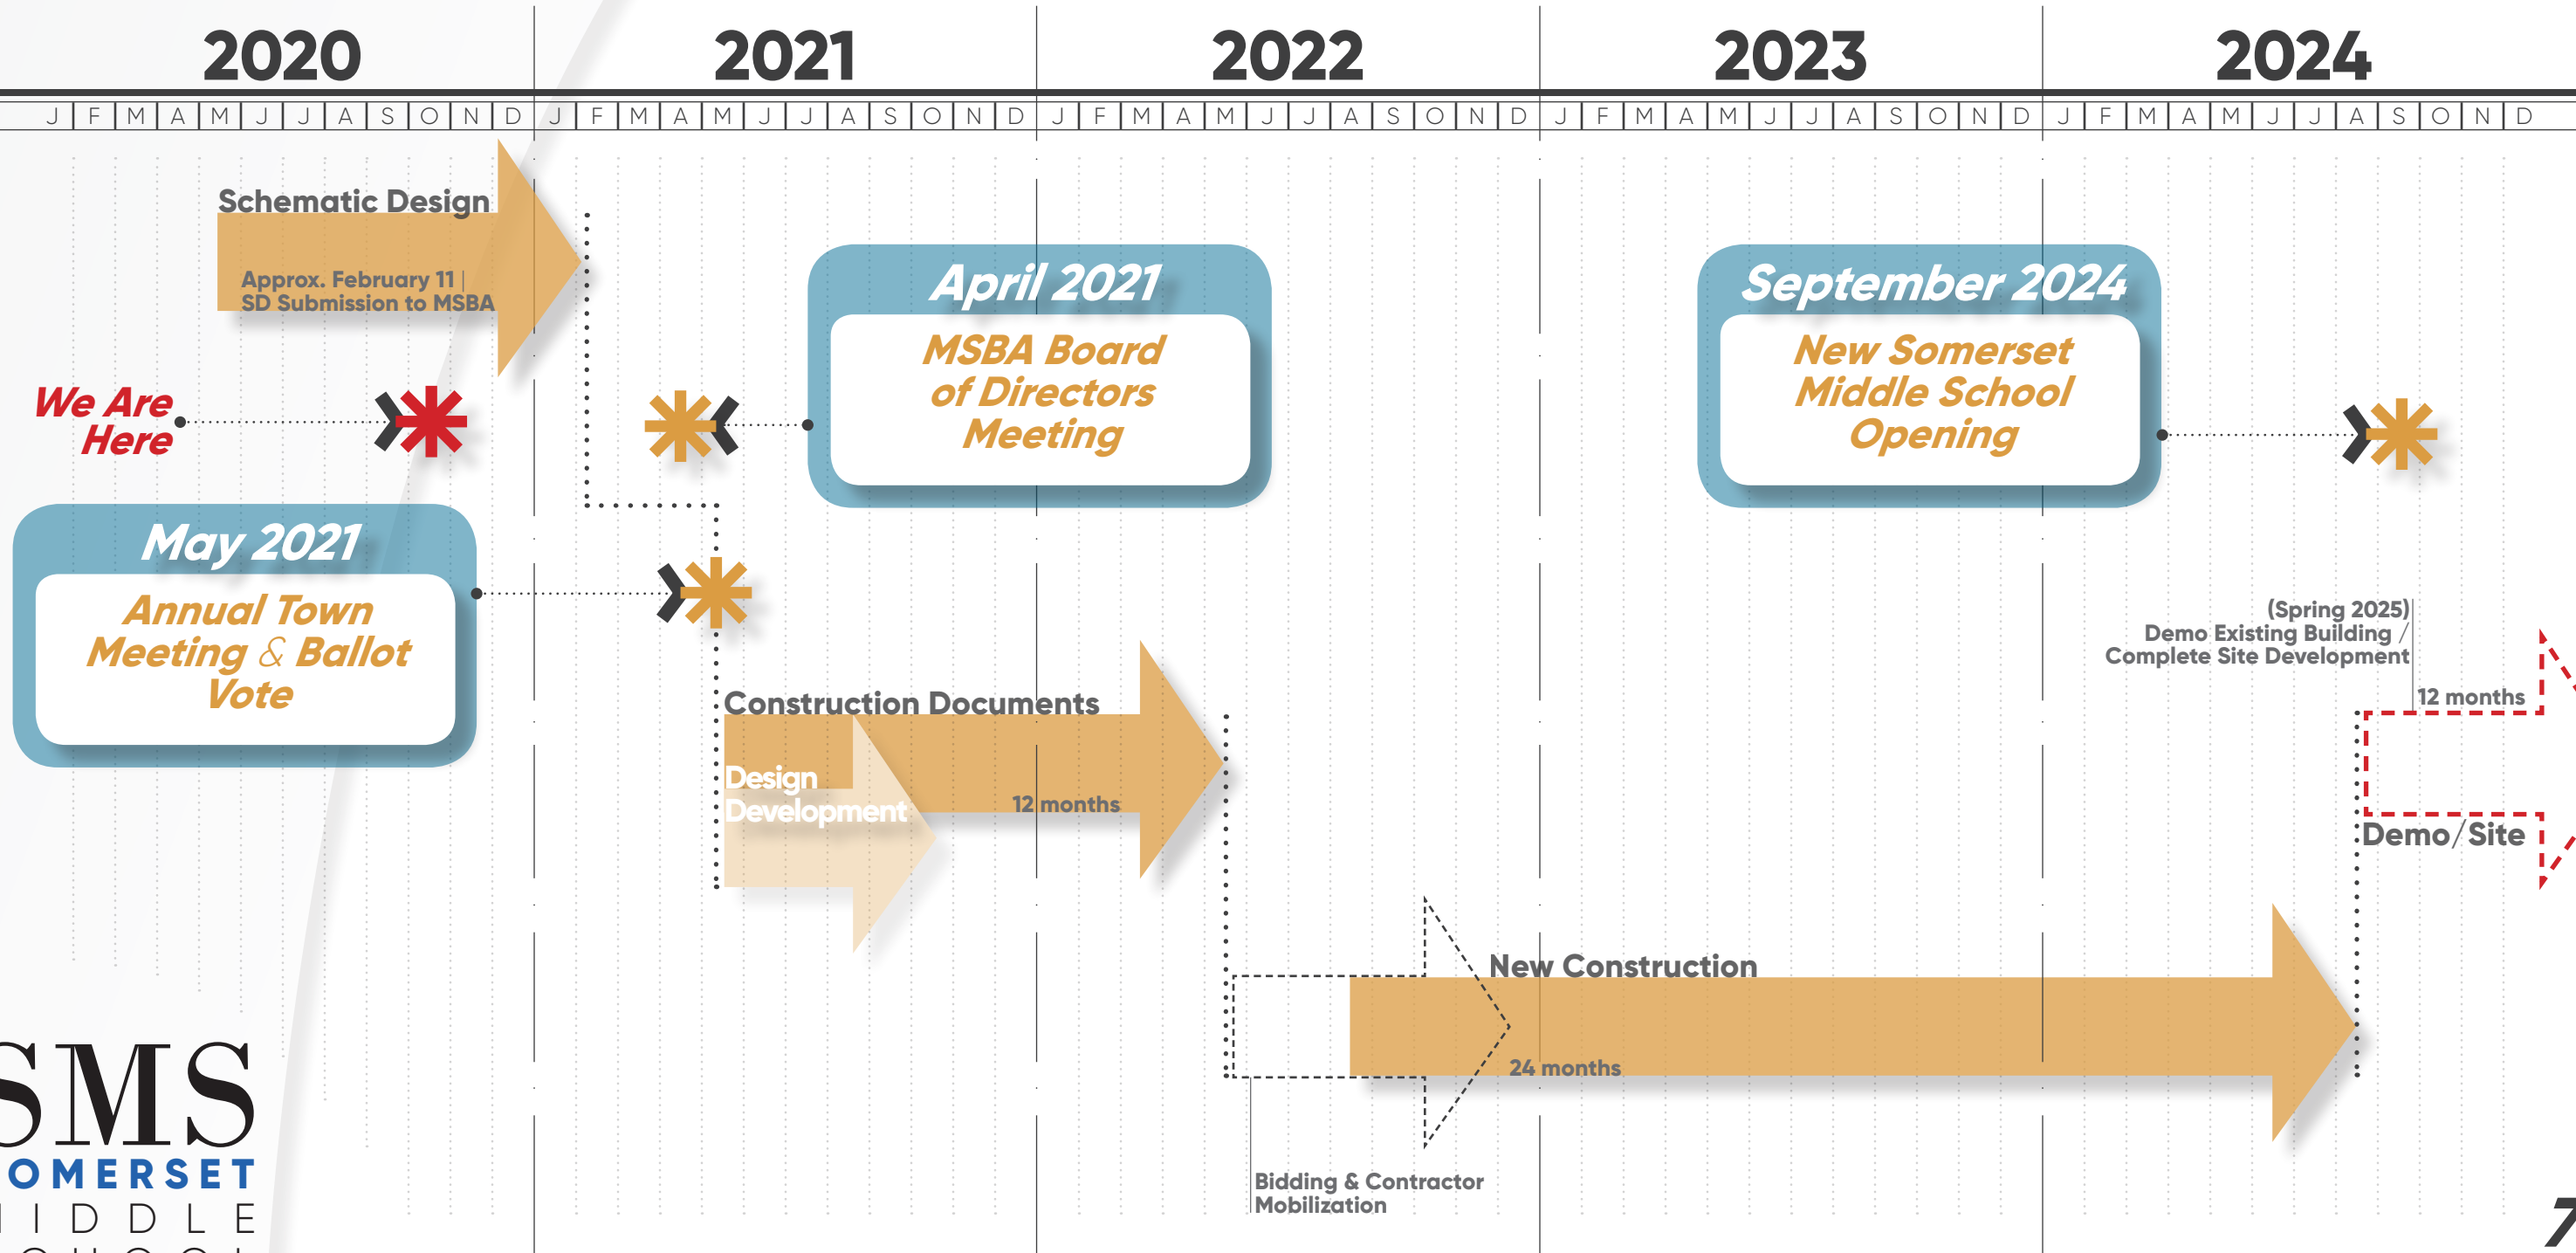 2020 2021 2022 2023 2024
J F M A M J J A S O N D J F M A M J J A S O N D J F M A M J J A S O N D J F M A M J J A S O N D J F M A M J J A S O N D
Schematic Design
Approx. February 11 |
SD Submission to MSBA
We Are
Here
April 2021
MSBA Board
of Directors
Meeting
September 2024
New Somerset
Middle School
Opening
May 2021
Annual Town
Meeting & Ballot
Vote
(Spring 2025)
Demo Existing Building /
Complete Site Development
12 months
Demo/Site
Construction Documents
Design
Development
12 months
New Construction
24 months
Bidding & Contractor
Mobilization
SMS
OMERSET
IDDLE
7